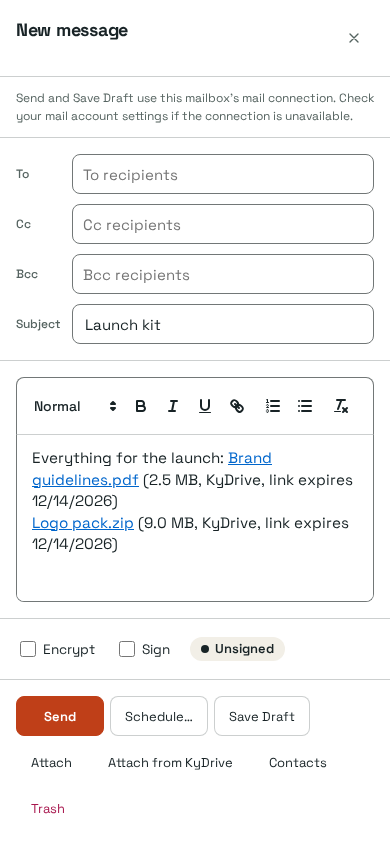 New message
Send and Save Draft use this mailbox's mail connection. Check
your mail account settings if the connection is unavailable.
To
To recipients
Cc
Cc recipients
Bcc
Bcc recipients
Subject
Launch kit
Normal
Everything for the launch: Brand
guidelines.pdf (2.5 MB, KyDrive, link expires
12/14/2026)
Logo pack.zip (9.0 MB, KyDrive, link expires
12/14/2026)
Encrypt
Sign
Unsigned
Send
Schedule...
Save Draft
Attach
Attach from KyDrive
Contacts
Trash